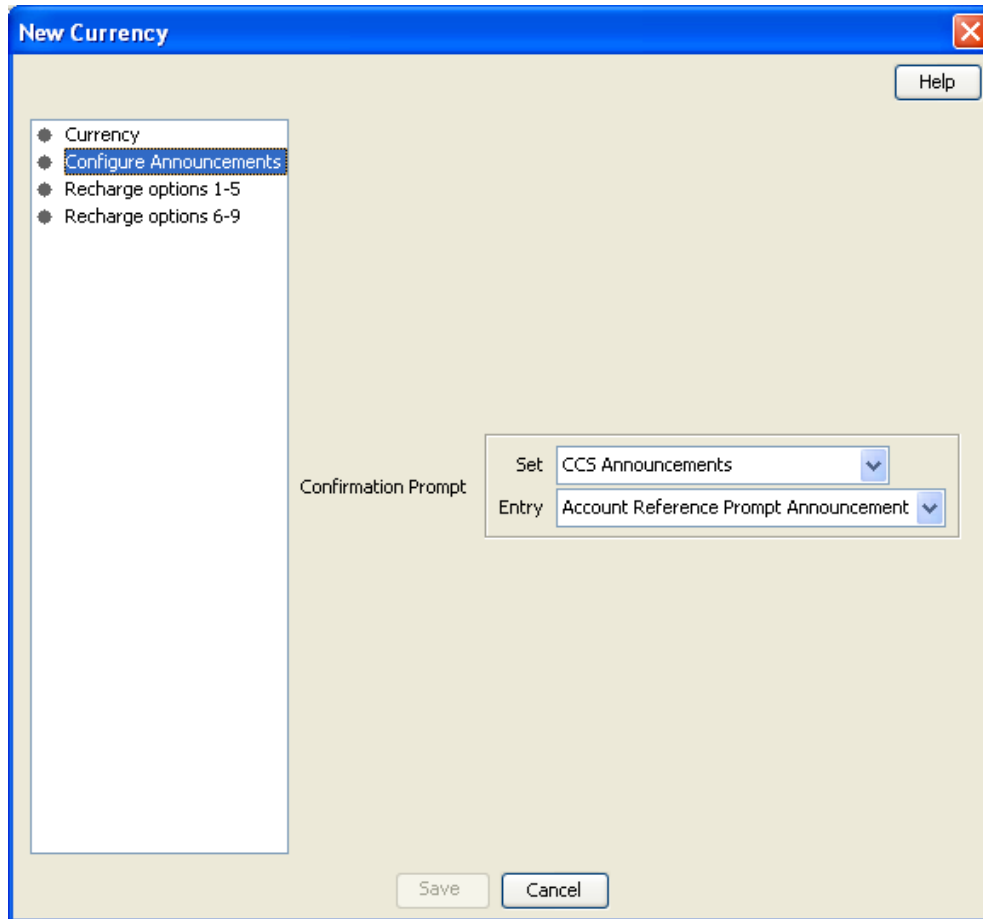 New Currency
Help
Currency
Configure Announcements
Recharge options 1-5
Recharge options 6-9
Confirmation Prompt
Set CCS Announcements
Entry Account Reference Prompt Announcement
Save Cancel